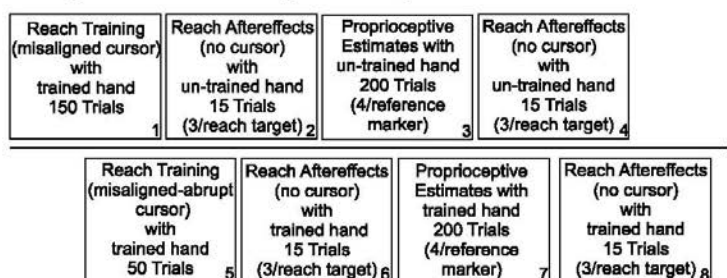 Reach Training
(misaligned cursor)
with
trained hand
150 Trials
1
Reach Aftereffects
(no cursor)
with
un-trained hand
15 Trials
(3/reach target) 2
Proprioceptive
Estimates with
un-trained hand
200 Trials
(4/reference
marker) 3
Reach Aftereffects
(no cursor)
with
un-trained hand
15 Trials
(3/reach target) 4
Reach Training
(misaligned-abrupt
cursor)
with
trained hand
50 Trials 5
Reach Aftereffects
(no cursor)
with
trained hand
15 Trials
(3/reach target) 6
Proprioceptive
Estimates with
trained hand
200 Trials
(4/reference
marker) 7
Reach Aftereffects
(no cursor)
with
trained hand
15 Trials
(3/reach target) 8